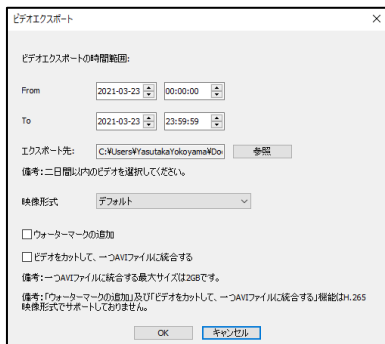 ビデオエクスポート
ビデオエクスポートの時間範囲:
From 2021-03-23 00:00:00
To 2021-03-23 23:59:59
エクスポート先: C:¥Users¥YasutakaYokoyama¥Do 参照
備考:二日間以内のビデオを選択してください。
映像形式 デフォルト
ウォーターマークの追加
ビデオをカットして、一つAVIファイルに統合する
備考:一つAVIファイルに統合する最大サイズは2GBです。
備考:「ウォーターマークの追加」及び「ビデオをカットして、一つAVIファイルに統合する」機能はH.265
映像形式でサポートしておりません。
OK キャンセル